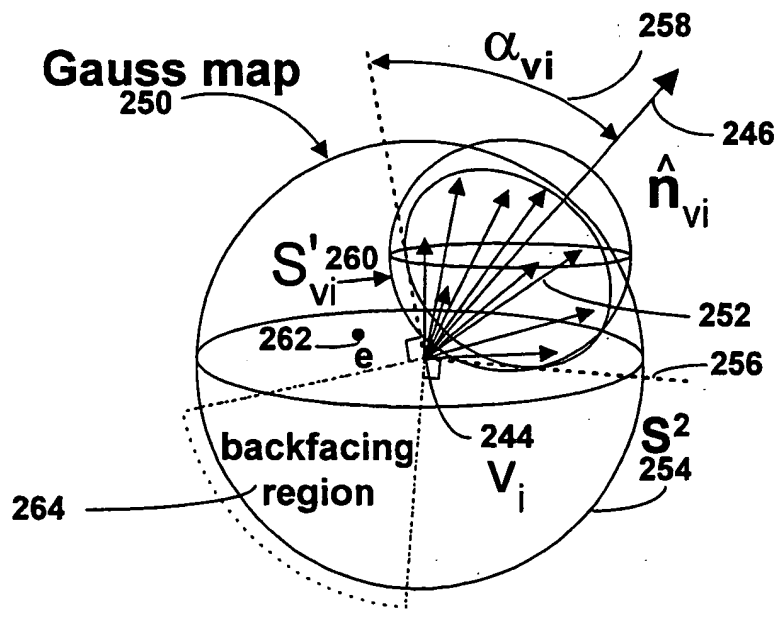 α_vi
258
Gauss map
250
246
n̂_vi
S'_vi 260
262
e
252
256
244
V_i
S²
254
backfacing
region
264